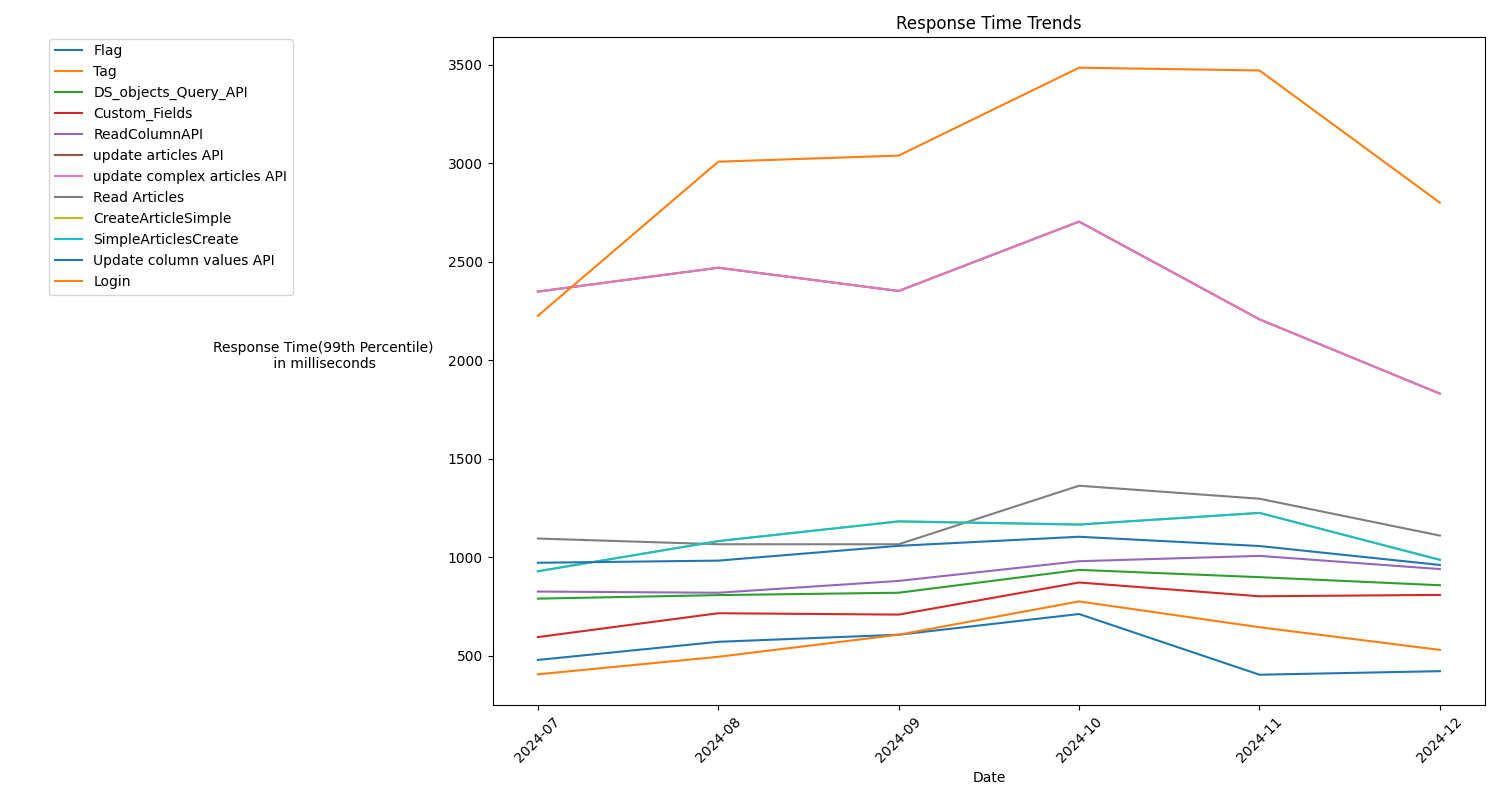 Response Time Trends
Flag
Tag
DS_objects_Query_API
Custom_Fields
ReadColumnAPI
update articles API
update complex articles API
Read Articles
CreateArticleSimple
SimpleArticlesCreate
Update column values API
Login
Response Time(99th Percentile)
in milliseconds
3500
3000
2500
2000
1500
1000
500
2024-07
2024-08
2024-09
2024-10
2024-11
2024-12
Date